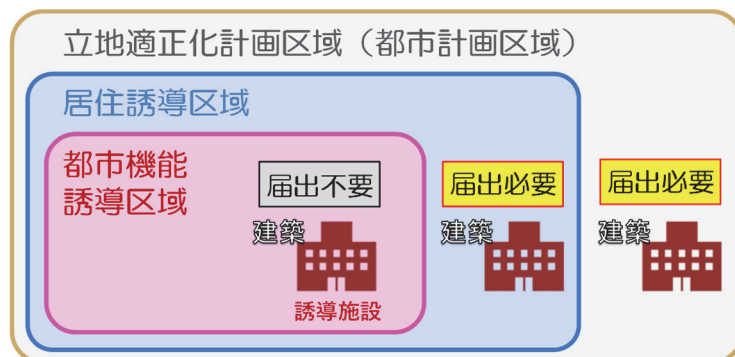 立地適正化計画区域（都市計画区域）
居住誘導区域
都市機能
誘導区域
届出不要
届出必要
届出必要
建築
建築
建築
誘導施設